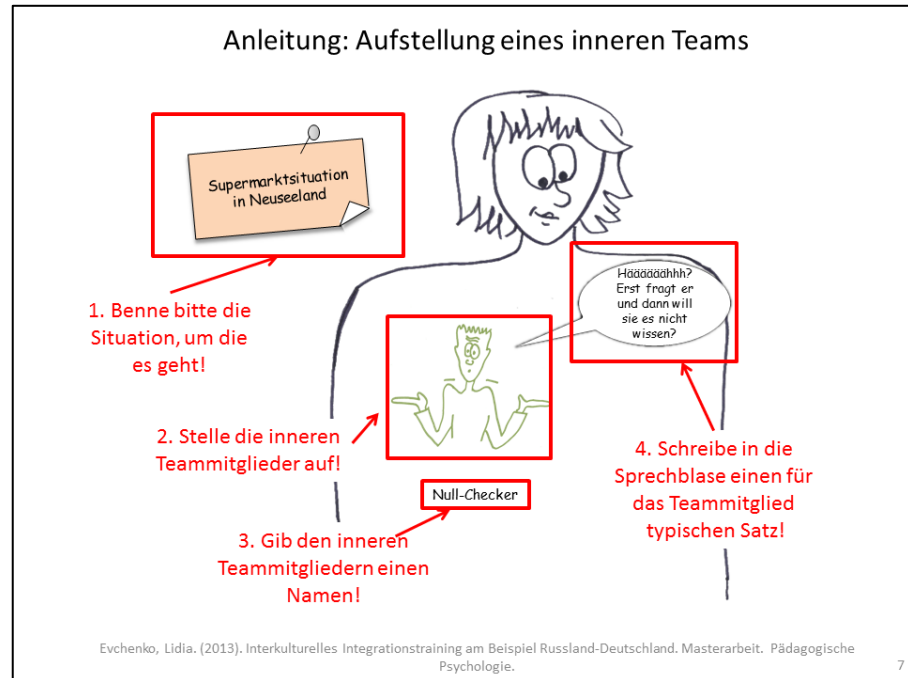 Anleitung: Aufstellung eines inneren Teams
Supermarktsituation
in Neuseeland
1. Benne bitte die
Situation, um die
es geht!
Hääääähhh?
Erst fragt er
und dann will
sie es nicht
wissen?
2. Stelle die inneren
Teammitglieder auf!
Null-Checker
3. Gib den inneren
Teammitgliedern einen
Namen!
4. Schreibe in die
Sprechblase einen für
das Teammitglied
typischen Satz!
Evchenko, Lidia. (2013). Interkulturelles Integrationstraining am Beispiel Russland-Deutschland. Masterarbeit. Pädagogische
Psychologie.
7